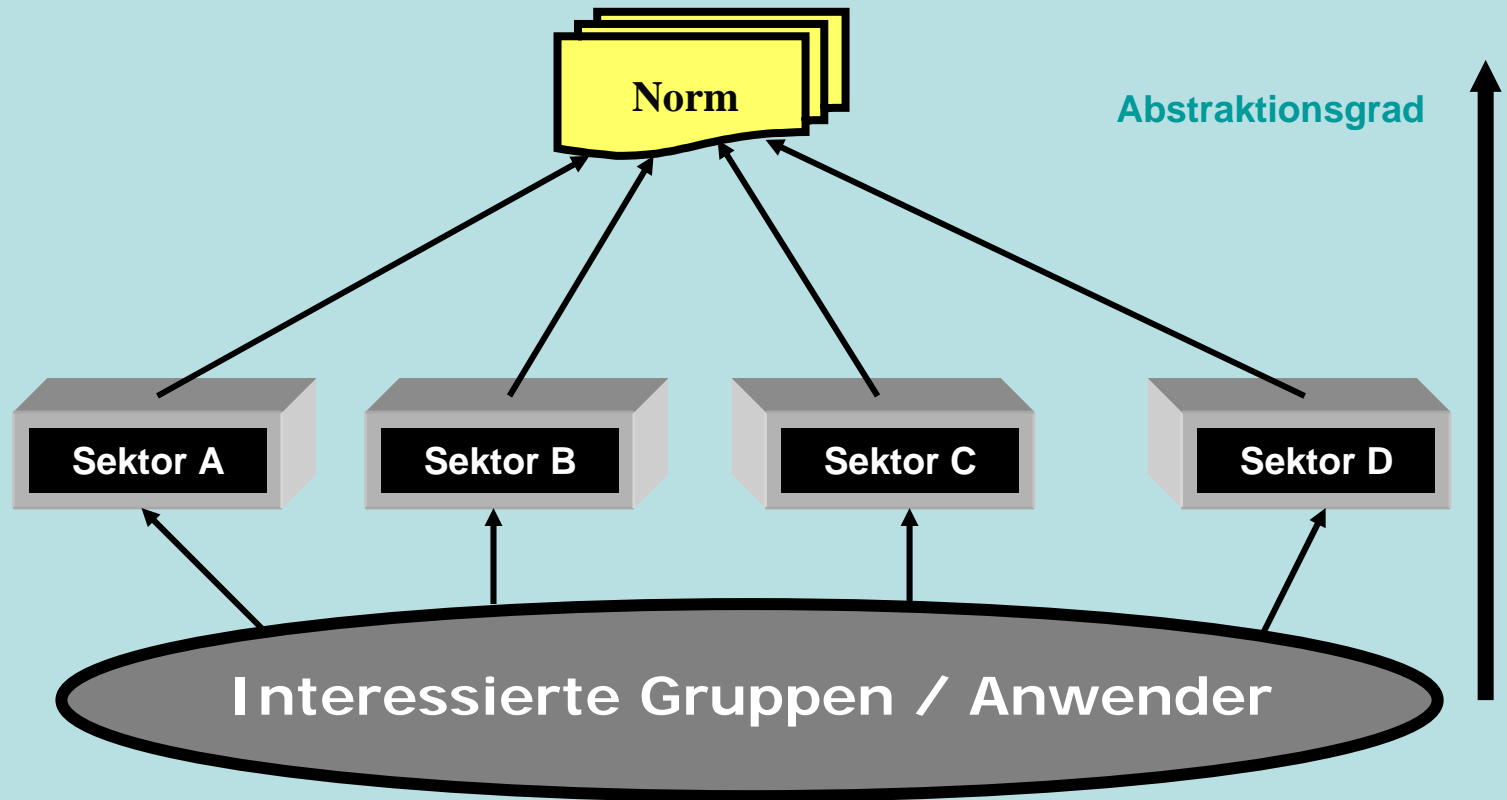 Norm
Abstraktionsgrad
Sektor A
Sektor B
Sektor C
Sektor D
Interessierte Gruppen / Anwender